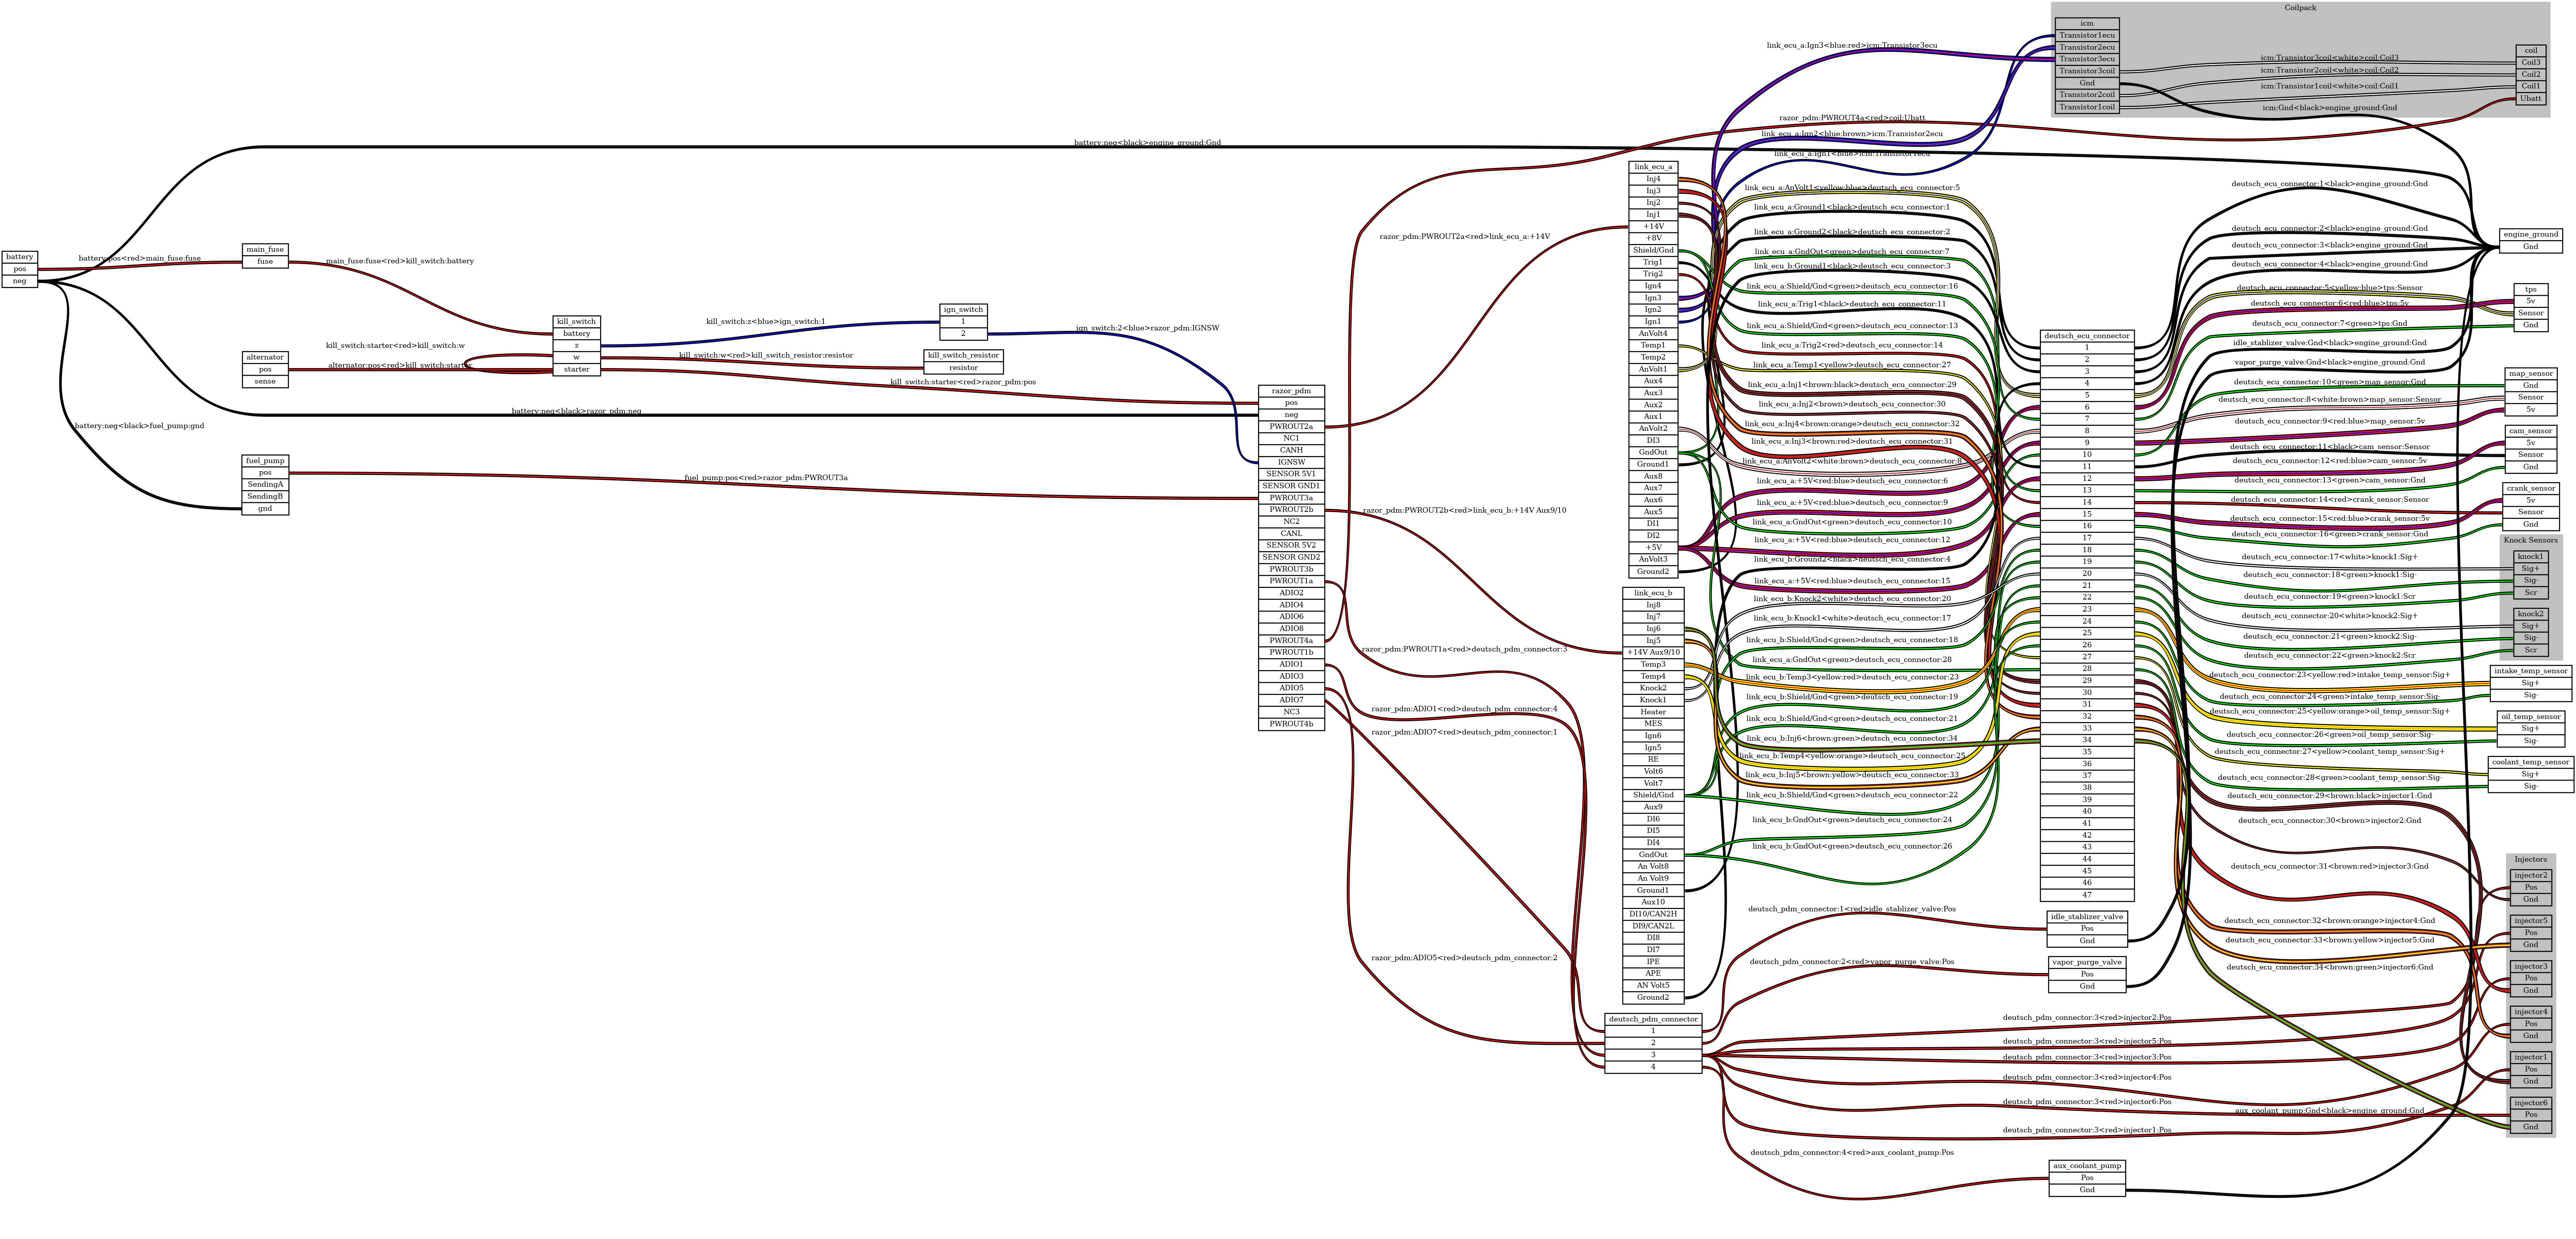 battery
pos
neg
battery:pos<red>main_fuse:fuse
battery:neg<black>engine_ground:Gnd
battery:neg<black>razor_pdm:neg
battery:neg<black>fuel_pump:gnd
main_fuse
fuse
main_fuse:fuse<red>kill_switch:battery
alternator
pos
sense
kill_switch:starter<red>kill_switch:w
alternator:pos<red>kill_switch:starter
fuel_pump
pos
SendingA
SendingB
gnd
fuel_pump:pos<red>razor_pdm:PWROUT3a
kill_switch
battery
z
w
starter
kill_switch:z<blue>ign_switch:1
kill_switch:w<red>kill_switch_resistor:resistor
kill_switch:starter<red>razor_pdm:pos
ign_switch
1
2
kill_switch_resistor
resistor
ign_switch:2<blue>razor_pdm:IGNSW
razor_pdm
pos
neg
PWROUT2a
NC1
CANH
IGNSW
SENSOR 5V1
SENSOR GND1
PWROUT3a
PWROUT2b
NC2
CANL
SENSOR 5V2
SENSOR GND2
PWROUT3b
PWROUT1a
ADIO2
ADIO4
ADIO6
ADIO8
PWROUT4a
PWROUT1b
ADIO1
ADIO3
ADIO5
ADIO7
NC3
PWROUT4b
razor_pdm:PWROUT2a<red>link_ecu_a:+14V
razor_pdm:PWROUT2b<red>link_ecu_b:+14V Aux9/10
razor_pdm:PWROUT1a<red>deutsch_pdm_connector:3
razor_pdm:ADIO1<red>deutsch_pdm_connector:4
razor_pdm:ADIO7<red>deutsch_pdm_connector:1
razor_pdm:ADIO5<red>deutsch_pdm_connector:2
link_ecu_a
Inj4
Inj3
Inj2
Inj1
+14V
+8V
Shield/Gnd
Trig1
Trig2
Ign4
Ign3
Ign2
Ign1
AnVolt4
Temp1
Temp2
AnVolt1
Aux4
Aux3
Aux2
Aux1
AnVolt2
DI3
GndOut
Ground1
Aux8
Aux7
Aux6
Aux5
DI1
DI2
+5V
AnVolt3
Ground2
link_ecu_b
Inj8
Inj7
Inj6
Inj5
+14V Aux9/10
Temp3
Temp4
Knock2
Knock1
Heater
MES
Ign6
Ign5
RE
Volt6
Volt7
Shield/Gnd
Aux9
DI6
DI5
DI4
GndOut
An Volt8
An Volt9
Ground1
Aux10
DI10/CAN2H
DI9/CAN2L
DI8
DI7
IPE
APE
AN Volt5
Ground2
deutsch_pdm_connector
1
2
3
4
link_ecu_a:Ign3<blue:red>icm:Transistor3ecu
razor_pdm:PWROUT4a<red>coil:Ubatt
link_ecu_a:Ign2<blue:brown>icm:Transistor2ecu
link_ecu_a:Ign1<blue>icm:Transistor1ecu
link_ecu_a:AnVolt1<yellow:blue>deutsch_ecu_connector:5
link_ecu_a:Ground1<black>deutsch_ecu_connector:1
link_ecu_a:Ground2<black>deutsch_ecu_connector:2
link_ecu_a:GndOut<green>deutsch_ecu_connector:7
link_ecu_b:Ground1<black>deutsch_ecu_connector:3
link_ecu_a:Shield/Gnd<green>deutsch_ecu_connector:16
link_ecu_a:Trig1<black>deutsch_ecu_connector:11
link_ecu_a:Shield/Gnd<green>deutsch_ecu_connector:13
link_ecu_a:Trig2<red>deutsch_ecu_connector:14
link_ecu_a:Temp1<yellow>deutsch_ecu_connector:27
link_ecu_a:Inj1<brown:black>deutsch_ecu_connector:29
link_ecu_a:Inj2<brown>deutsch_ecu_connector:30
link_ecu_a:Inj4<brown:orange>deutsch_ecu_connector:32
link_ecu_a:Inj3<brown:red>deutsch_ecu_connector:31
link_ecu_a:AnVolt2<white:brown>deutsch_ecu_connector:8
link_ecu_a:+5V<red:blue>deutsch_ecu_connector:6
link_ecu_a:+5V<red:blue>deutsch_ecu_connector:9
link_ecu_a:GndOut<green>deutsch_ecu_connector:10
link_ecu_a:+5V<red:blue>deutsch_ecu_connector:12
link_ecu_b:Ground2<black>deutsch_ecu_connector:4
link_ecu_a:+5V<red:blue>deutsch_ecu_connector:15
link_ecu_b:Knock2<white>deutsch_ecu_connector:20
link_ecu_b:Knock1<white>deutsch_ecu_connector:17
link_ecu_b:Shield/Gnd<green>deutsch_ecu_connector:18
link_ecu_a:GndOut<green>deutsch_ecu_connector:28
link_ecu_b:Temp3<yellow:red>deutsch_ecu_connector:23
link_ecu_b:Shield/Gnd<green>deutsch_ecu_connector:19
link_ecu_b:Shield/Gnd<green>deutsch_ecu_connector:21
link_ecu_b:Inj6<brown:green>deutsch_ecu_connector:34
link_ecu_b:Temp4<yellow:orange>deutsch_ecu_connector:25
link_ecu_b:Inj5<brown:yellow>deutsch_ecu_connector:33
link_ecu_b:Shield/Gnd<green>deutsch_ecu_connector:22
link_ecu_b:GndOut<green>deutsch_ecu_connector:24
link_ecu_b:GndOut<green>deutsch_ecu_connector:26
deutsch_pdm_connector:1<red>idle_stablizer_valve:Pos
deutsch_pdm_connector:2<red>vapor_purge_valve:Pos
deutsch_pdm_connector:3<red>injector2:Pos
deutsch_pdm_connector:3<red>injector5:Pos
deutsch_pdm_connector:3<red>injector3:Pos
deutsch_pdm_connector:3<red>injector4:Pos
deutsch_pdm_connector:3<red>injector6:Pos
deutsch_pdm_connector:3<red>injector1:Pos
deutsch_pdm_connector:4<red>aux_coolant_pump:Pos
Coilpack
icm
Transistor1ecu
Transistor2ecu
Transistor3ecu
Transistor3coil
Gnd
Transistor2coil
Transistor1coil
icm:Transistor3coil<white>coil:Coil3
icm:Transistor2coil<white>coil:Coil2
icm:Transistor1coil<white>coil:Coil1
icm:Gnd<black>engine_ground:Gnd
coil
Coil3
Coil2
Coil1
Ubatt
deutsch_ecu_connector
1
2
3
4
5
6
7
8
9
10
11
12
13
14
15
16
17
18
19
20
21
22
23
24
25
26
27
28
29
30
31
32
33
34
35
36
37
38
39
40
41
42
43
44
45
46
47
idle_stablizer_valve
Pos
Gnd
vapor_purge_valve
Pos
Gnd
aux_coolant_pump
Pos
Gnd
deutsch_ecu_connector:1<black>engine_ground:Gnd
deutsch_ecu_connector:2<black>engine_ground:Gnd
deutsch_ecu_connector:3<black>engine_ground:Gnd
deutsch_ecu_connector:4<black>engine_ground:Gnd
deutsch_ecu_connector:5<yellow:blue>tps:Sensor
deutsch_ecu_connector:6<red:blue>tps:5v
deutsch_ecu_connector:7<green>tps:Gnd
idle_stablizer_valve:Gnd<black>engine_ground:Gnd
vapor_purge_valve:Gnd<black>engine_ground:Gnd
deutsch_ecu_connector:10<green>map_sensor:Gnd
deutsch_ecu_connector:8<white:brown>map_sensor:Sensor
deutsch_ecu_connector:9<red:blue>map_sensor:5v
deutsch_ecu_connector:11<black>cam_sensor:Sensor
deutsch_ecu_connector:12<red:blue>cam_sensor:5v
deutsch_ecu_connector:13<green>cam_sensor:Gnd
deutsch_ecu_connector:14<red>crank_sensor:Sensor
deutsch_ecu_connector:15<red:blue>crank_sensor:5v
deutsch_ecu_connector:16<green>crank_sensor:Gnd
deutsch_ecu_connector:17<white>knock1:Sig+
deutsch_ecu_connector:18<green>knock1:Sig-
deutsch_ecu_connector:19<green>knock1:Scr
deutsch_ecu_connector:20<white>knock2:Sig+
deutsch_ecu_connector:21<green>knock2:Sig-
deutsch_ecu_connector:22<green>knock2:Scr
deutsch_ecu_connector:23<yellow:red>intake_temp_sensor:Sig+
deutsch_ecu_connector:24<green>intake_temp_sensor:Sig-
deutsch_ecu_connector:25<yellow:orange>oil_temp_sensor:Sig+
deutsch_ecu_connector:26<green>oil_temp_sensor:Sig-
deutsch_ecu_connector:27<yellow>coolant_temp_sensor:Sig+
deutsch_ecu_connector:28<green>coolant_temp_sensor:Sig-
deutsch_ecu_connector:29<brown:black>injector1:Gnd
deutsch_ecu_connector:30<brown>injector2:Gnd
deutsch_ecu_connector:31<brown:red>injector3:Gnd
deutsch_ecu_connector:32<brown:orange>injector4:Gnd
deutsch_ecu_connector:33<brown:yellow>injector5:Gnd
deutsch_ecu_connector:34<brown:green>injector6:Gnd
aux_coolant_pump:Gnd<black>engine_ground:Gnd
engine_ground
Gnd
tps
5v
Sensor
Gnd
map_sensor
Gnd
Sensor
5v
cam_sensor
5v
Sensor
Gnd
crank_sensor
5v
Sensor
Gnd
Knock Sensors
knock1
Sig+
Sig-
Scr
knock2
Sig+
Sig-
Scr
intake_temp_sensor
Sig+
Sig-
oil_temp_sensor
Sig+
Sig-
coolant_temp_sensor
Sig+
Sig-
Injectors
injector2
Pos
Gnd
injector5
Pos
Gnd
injector3
Pos
Gnd
injector4
Pos
Gnd
injector1
Pos
Gnd
injector6
Pos
Gnd